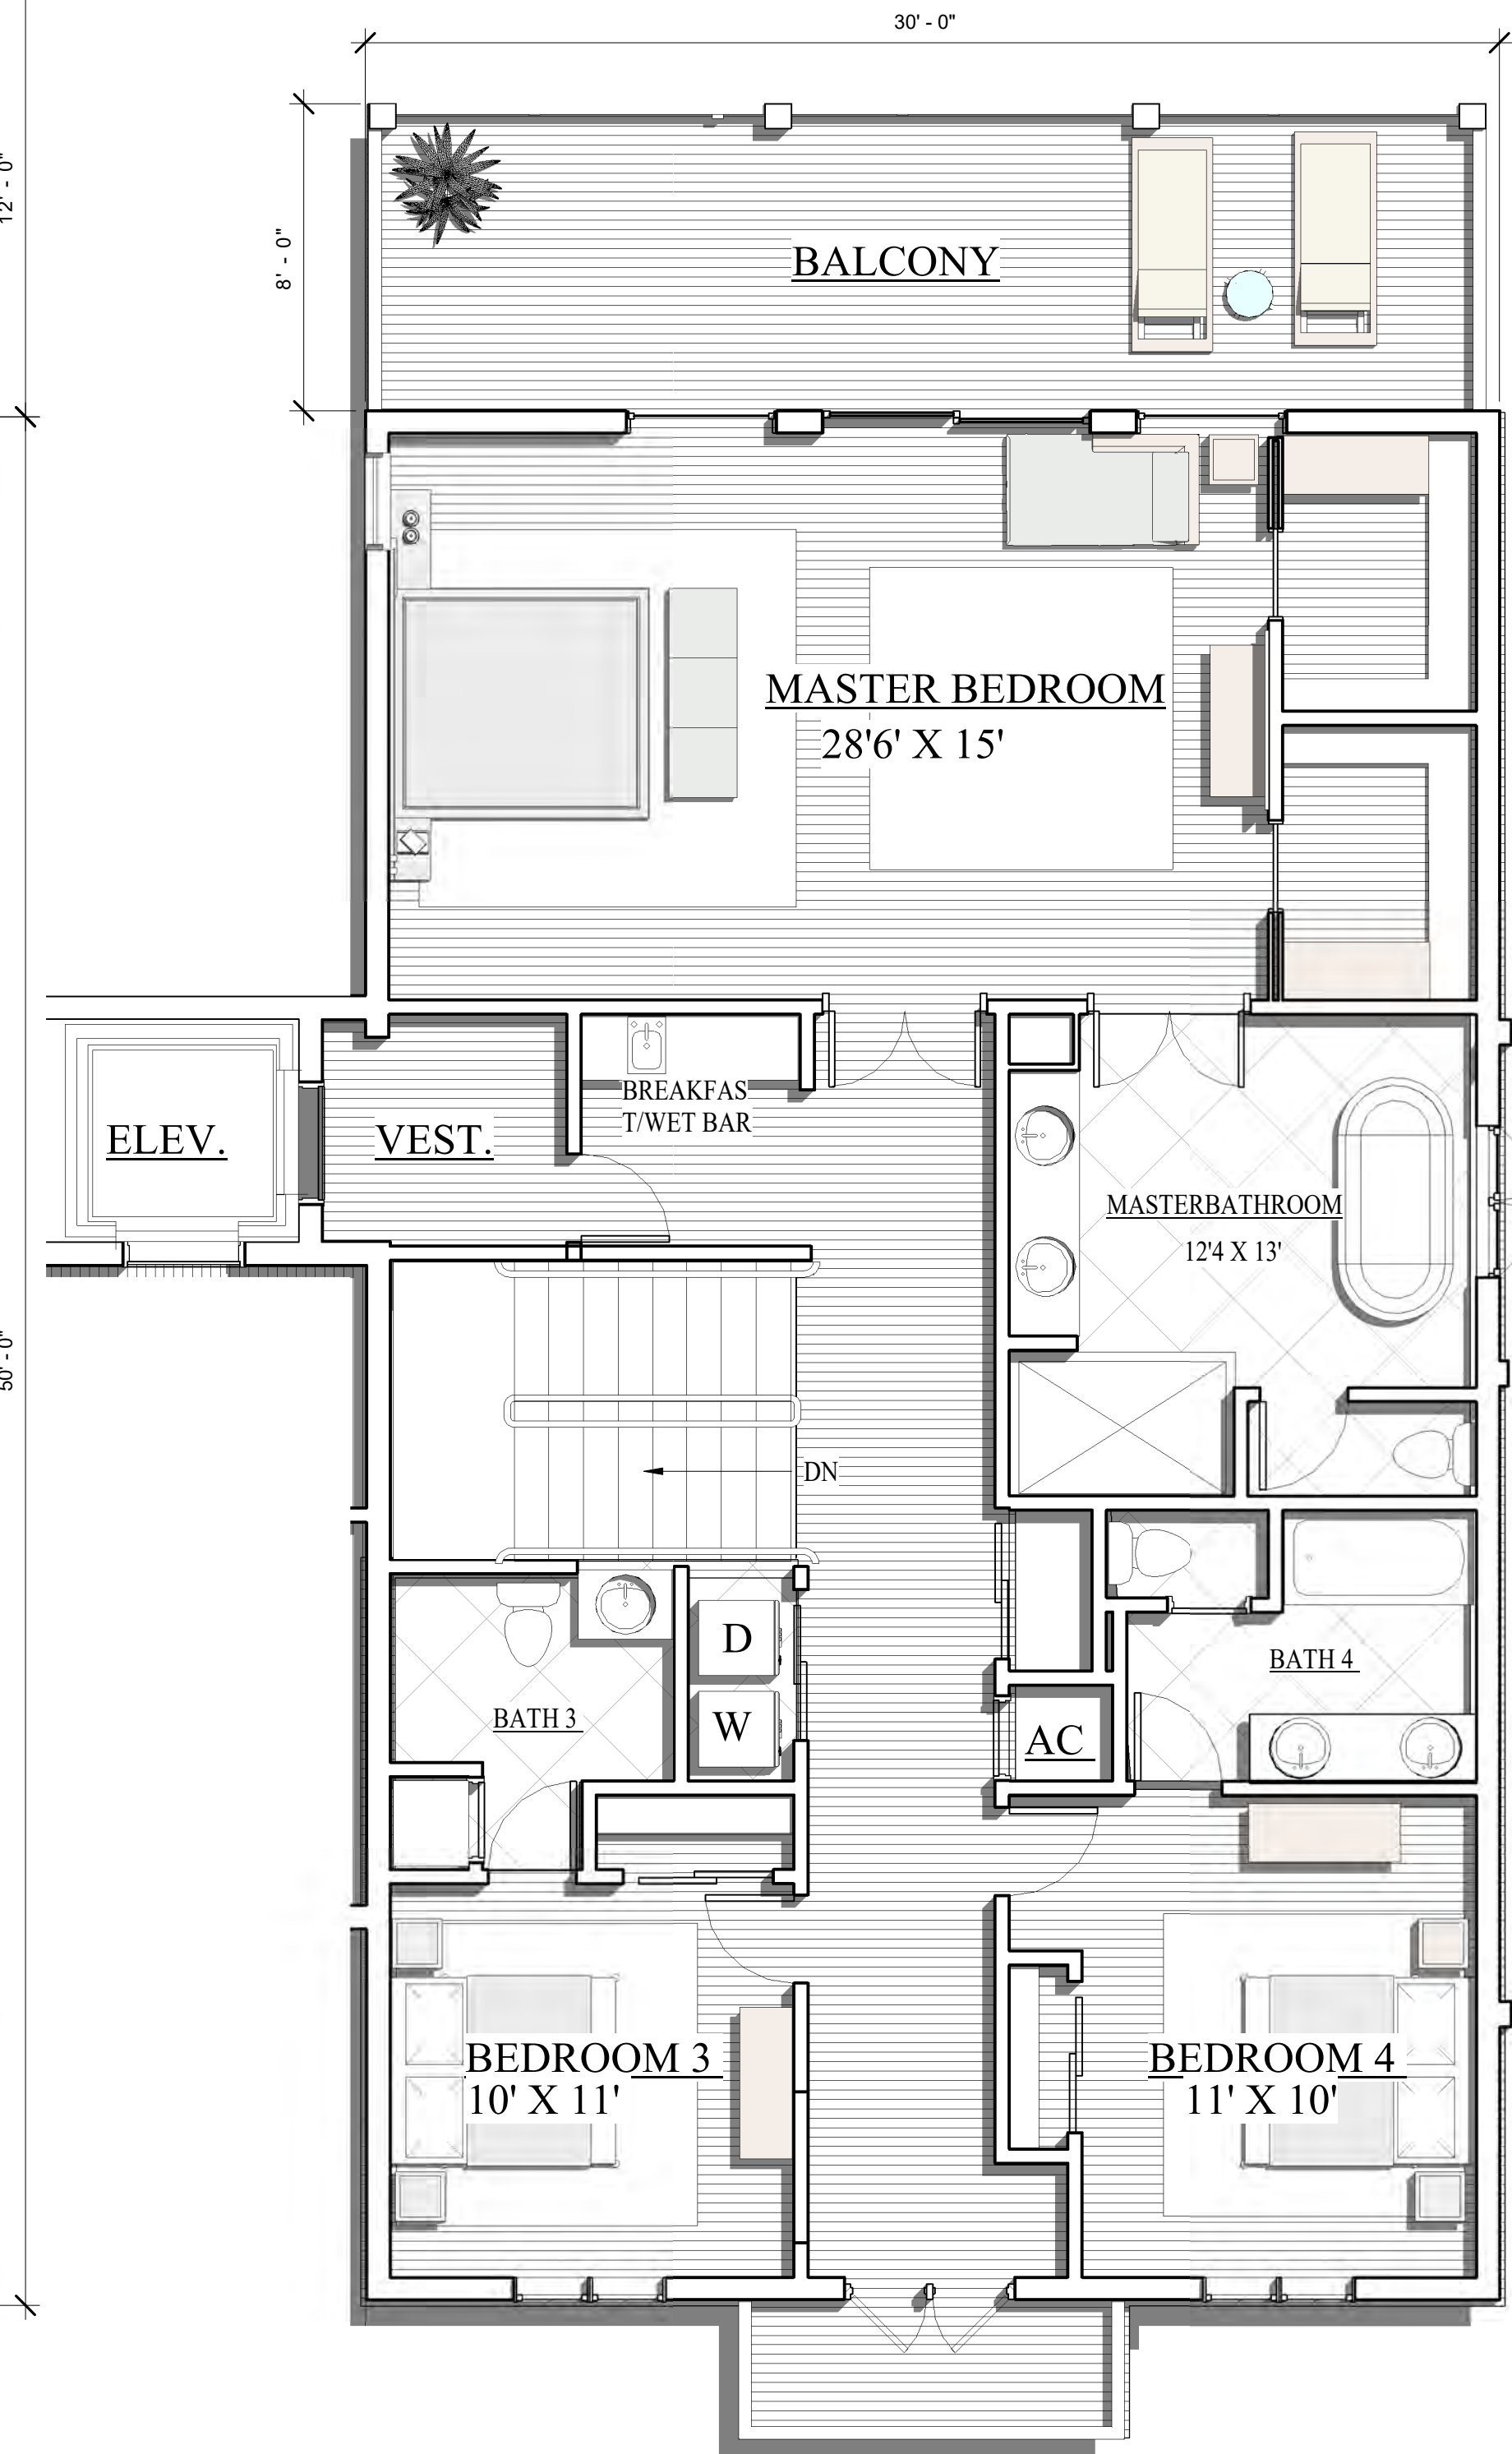 30' - 0"
12' - 0"
8' - 0"
BALCONY
MASTER BEDROOM
28'6' X 15'
BREAKFAS
T/WET BAR
ELEV.
VEST.
MASTERBATHROOM
12'4 X 13'
50' - 0"
DN
D
BATH 4
BATH 3
W
AC
BEDROOM 3
10' X 11'
BEDROOM 4
11' X 10'